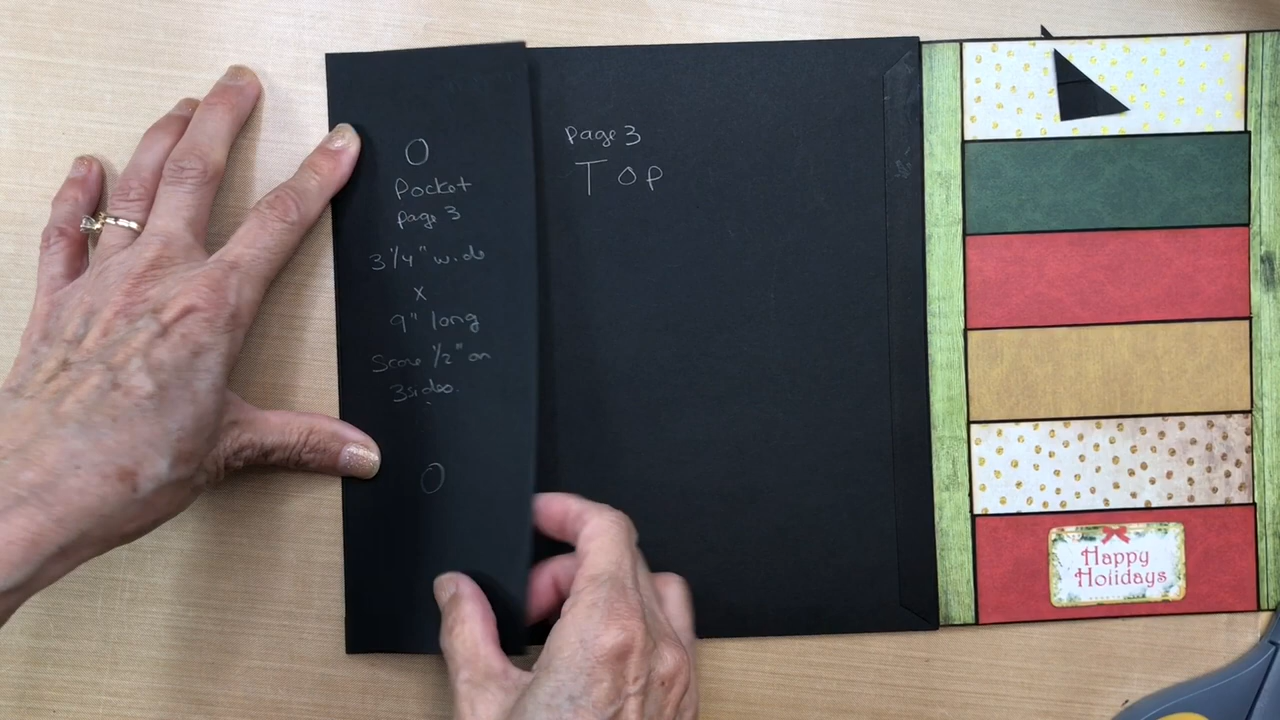 O
Pocket
page 3
3 1/4" wide
x
9" long
Score 1/2" on
3 sides.
O
Page 3
Top
Happy
Holidays